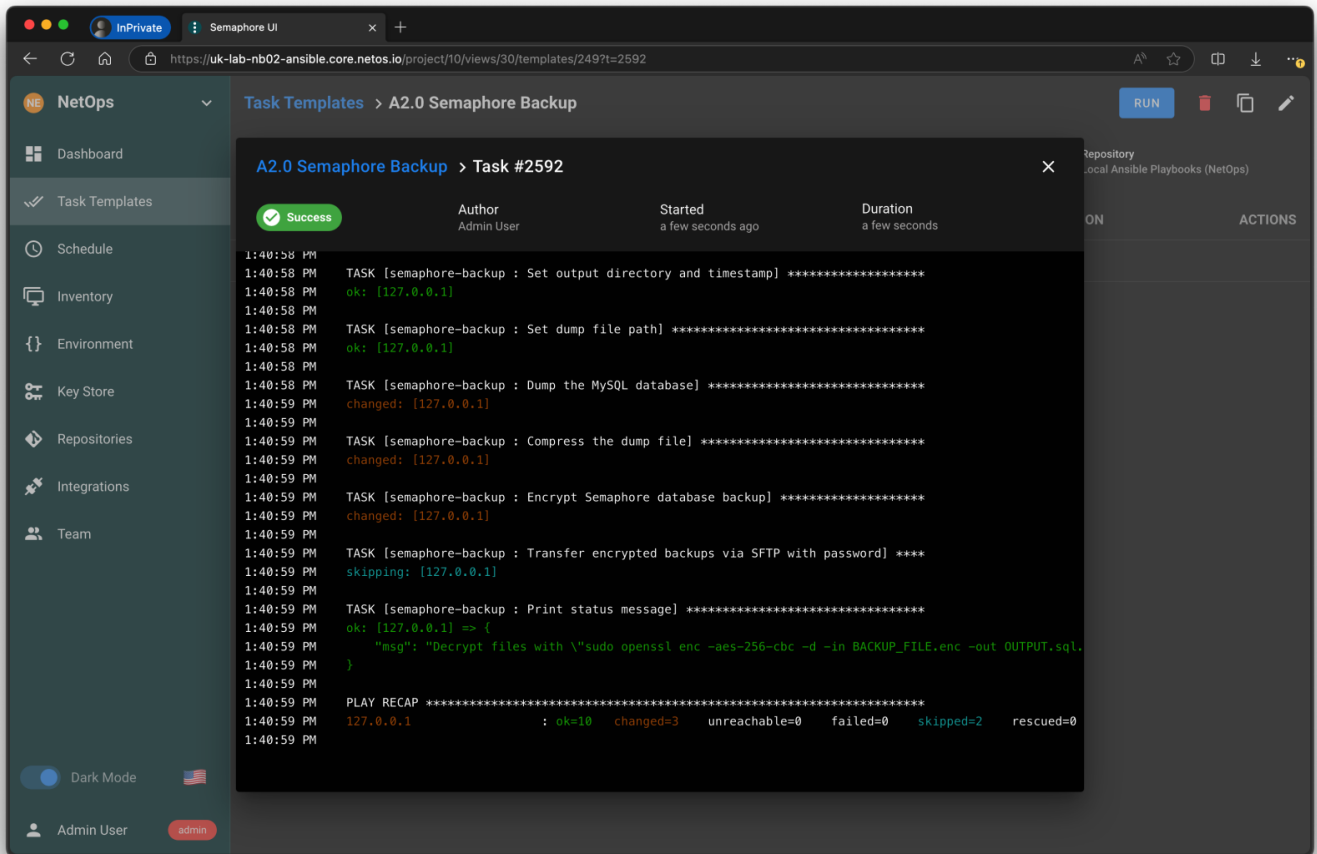 InPrivate
Semaphore UI
https://uk-lab-nb02-ansible.core.netos.io/project/10/views/30/templates/249?t=2592
NE NetOps
Task Templates > A2.0 Semaphore Backup
RUN
Dashboard
Task Templates
Schedule
Inventory
Environment
Key Store
Repositories
Integrations
Team
Dark Mode
Admin User admin
Repository
Local Ansible Playbooks (NetOps)
ON ACTIONS
A2.0 Semaphore Backup > Task #2592
Success
Author
Admin User
Started
a few seconds ago
Duration
a few seconds
1:40:58 PM
1:40:58 PM TASK [semaphore-backup : Set output directory and timestamp] *******************
1:40:58 PM ok: [127.0.0.1]
1:40:58 PM
1:40:58 PM TASK [semaphore-backup : Set dump file path] ***********************************
1:40:58 PM ok: [127.0.0.1]
1:40:58 PM
1:40:58 PM TASK [semaphore-backup : Dump the MySQL database] ******************************
1:40:59 PM changed: [127.0.0.1]
1:40:59 PM
1:40:59 PM TASK [semaphore-backup : Compress the dump file] *******************************
1:40:59 PM changed: [127.0.0.1]
1:40:59 PM
1:40:59 PM TASK [semaphore-backup : Encrypt Semaphore database backup] ********************
1:40:59 PM changed: [127.0.0.1]
1:40:59 PM
1:40:59 PM TASK [semaphore-backup : Transfer encrypted backups via SFTP with password] ****
1:40:59 PM skipping: [127.0.0.1]
1:40:59 PM
1:40:59 PM TASK [semaphore-backup : Print status message] *********************************
1:40:59 PM ok: [127.0.0.1] => {
1:40:59 PM "msg": "Decrypt files with \"sudo openssl enc -aes-256-cbc -d -in BACKUP_FILE.enc -out OUTPUT.sql.
1:40:59 PM }
1:40:59 PM
1:40:59 PM PLAY RECAP *********************************************************************
1:40:59 PM 127.0.0.1 : ok=10 changed=3 unreachable=0 failed=0 skipped=2 rescued=0
1:40:59 PM